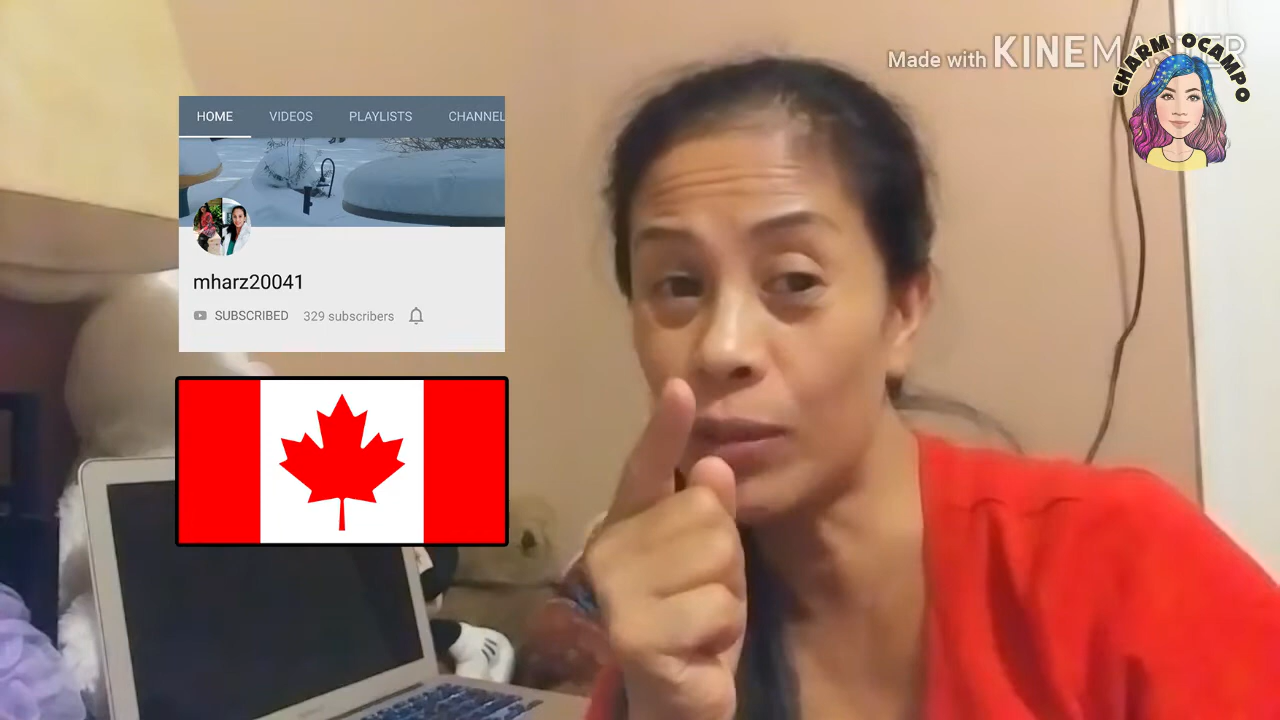 Made with KINEMASTER
CHARM OCAMPO
HOME VIDEOS PLAYLISTS CHANNEL
mharz20041
SUBSCRIBED 329 subscribers